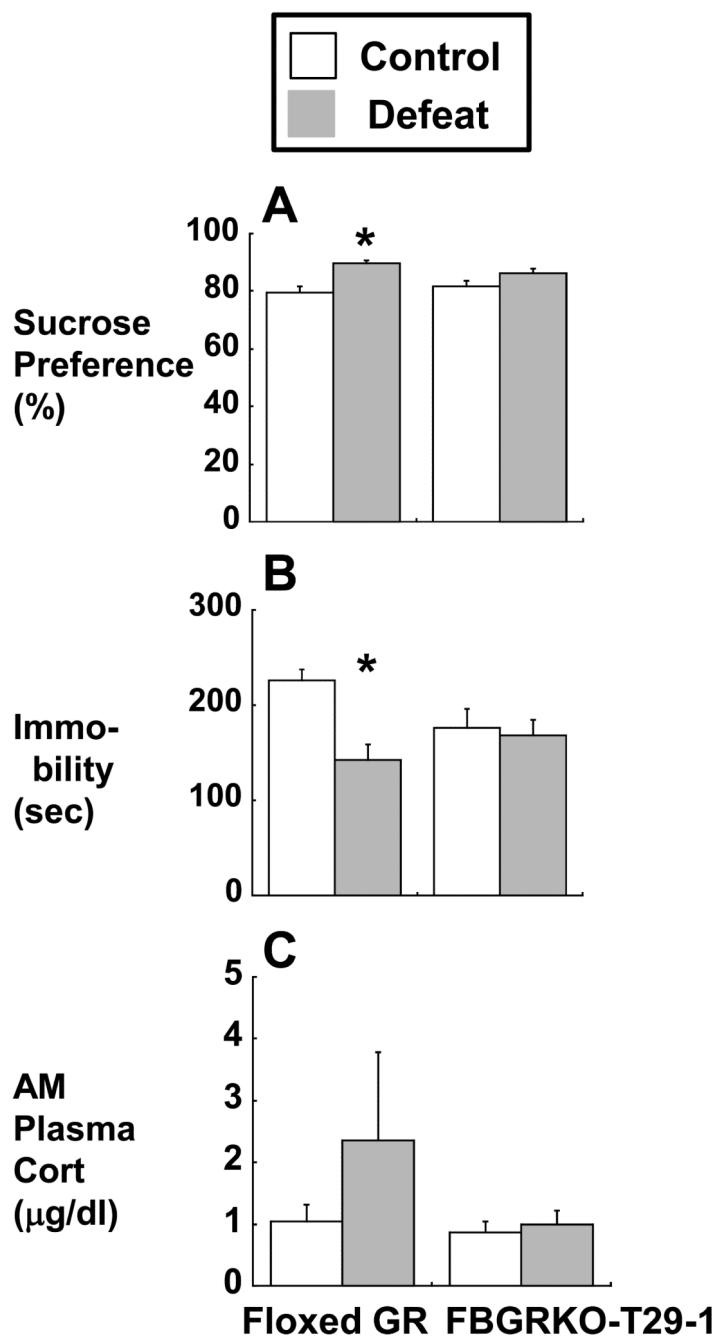 Control
Defeat
A
*
100
80
60
40
20
0
Sucrose
Preference
(%)
B
*
300
200
100
0
Immo-
bility
(sec)
C
5
4
3
2
1
0
AM
Plasma
Cort
(μg/dl)
Floxed GR FBGRKO-T29-1